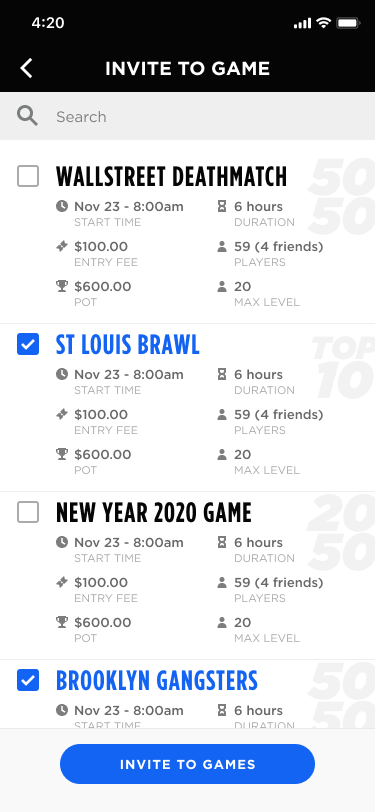 4:20
INVITE TO GAME
Search
WALLSTREET DEATHMATCH
50
50
Nov 23 - 8:00am
START TIME
6 hours
DURATION
$100.00
ENTRY FEE
59 (4 friends)
PLAYERS
$600.00
POT
20
MAX LEVEL
ST LOUIS BRAWL
TOP
10
Nov 23 - 8:00am
START TIME
6 hours
DURATION
$100.00
ENTRY FEE
59 (4 friends)
PLAYERS
$600.00
POT
20
MAX LEVEL
NEW YEAR 2020 GAME
20
50
Nov 23 - 8:00am
START TIME
6 hours
DURATION
$100.00
ENTRY FEE
59 (4 friends)
PLAYERS
$600.00
POT
20
MAX LEVEL
BROOKLYN GANGSTERS
50
50
Nov 23 - 8:00am
START TIME
6 hours
DURATION
INVITE TO GAMES